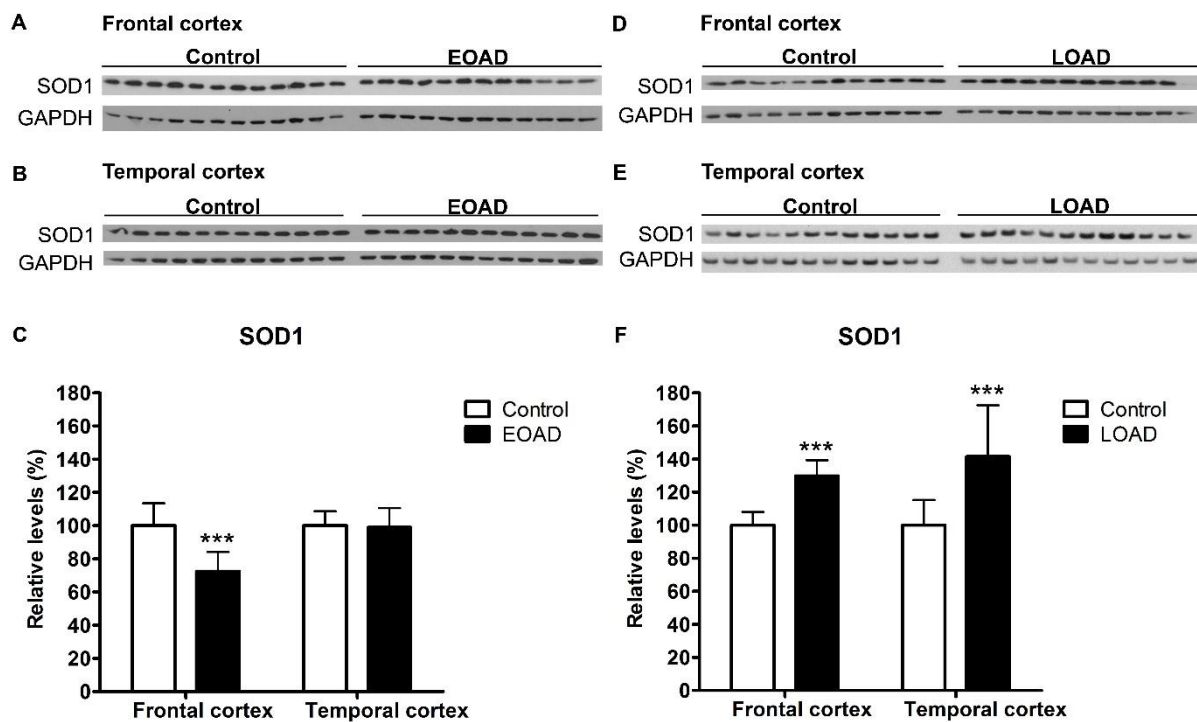 A Frontal cortex
Control EOAD
SOD1
GAPDH
B Temporal cortex
Control EOAD
SOD1
GAPDH
C SOD1
180
160
140
120
100
80
60
40
20
0
Relative levels (%)
***
Control
EOAD
Frontal cortex Temporal cortex
D Frontal cortex
Control LOAD
SOD1
GAPDH
E Temporal cortex
Control LOAD
SOD1
GAPDH
F SOD1
180
160
140
120
100
80
60
40
20
0
Relative levels (%)
***
***
Control
LOAD
Frontal cortex Temporal cortex